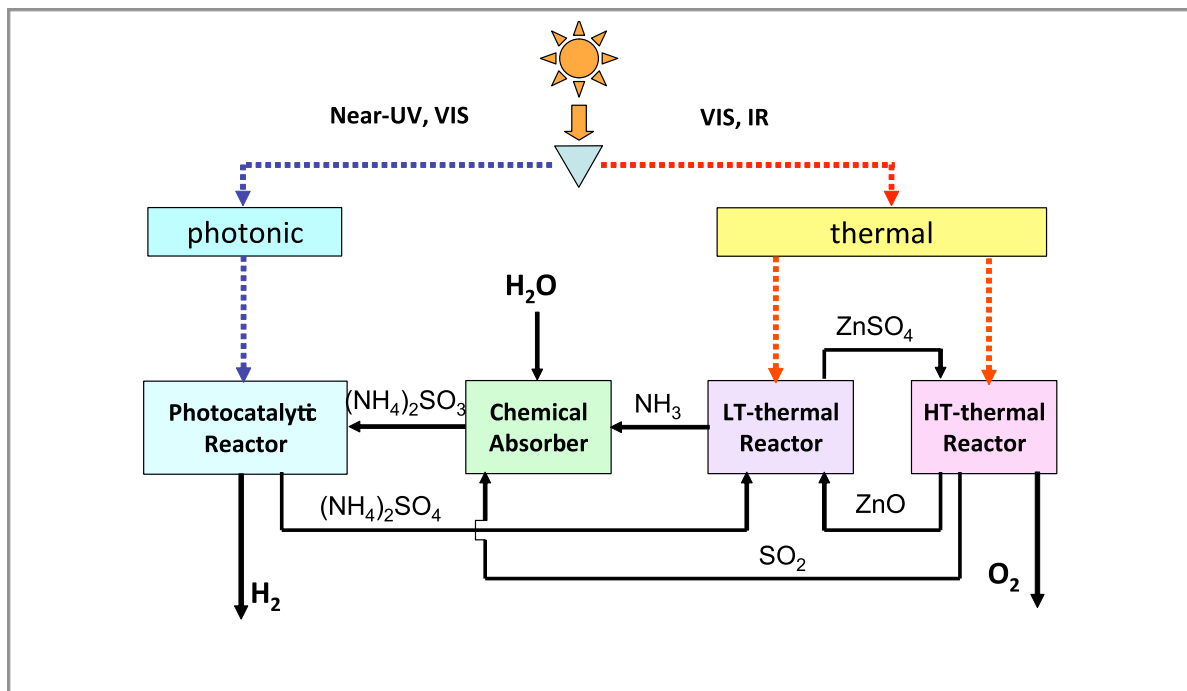 Near-UV, VIS
VIS, IR
photonic
thermal
H₂O
ZnSO₄
(NH₄)₂SO₃
NH₃
Photocatalytic
Reactor
Chemical
Absorber
LT-thermal
Reactor
HT-thermal
Reactor
(NH₄)₂SO₄
ZnO
SO₂
H₂
O₂